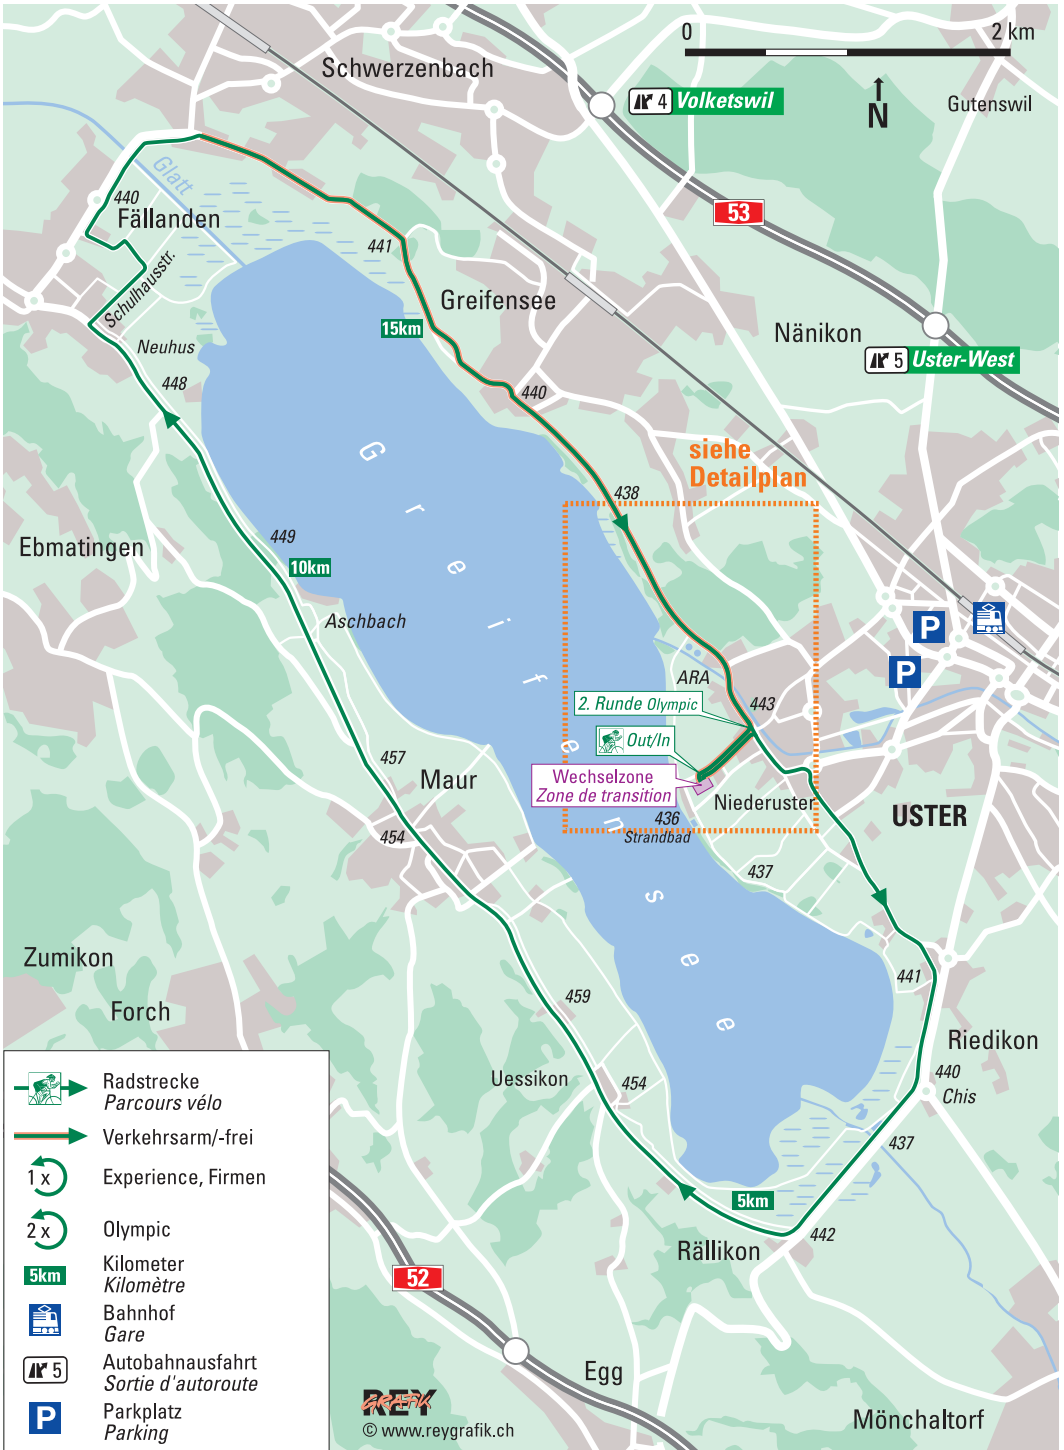 0 2 km
Schwerzenbach
4 Volketswil
N
Gutenswil
Glatt
53
440
Fällanden
441
Schulhausstr.
Greifensee
15km
Nänikon
Neuhus
5 Uster-West
448
440
siehe
Detailplan
Greifensee
438
449
Ebmatingen
10km
P
Aschbach
P
ARA
2. Runde Olympic
443
Out/In
457
Maur
Wechselzone
Zone de transition
Niederuster
436
USTER
454
Strandbad
437
Zumikon
441
459
Forch
Riedikon
Uessikon
454
440
Chis
437
5km
442
Rällikon
52
Egg
Mönchaltorf
Radstrecke
Parcours vélo
Verkehrsarm/-frei
1 x Experience, Firmen
2 x Olympic
5km Kilometer
Kilomètre
Bahnhof
Gare
5 Autobahnausfahrt
Sortie d'autoroute
P Parkplatz
Parking
REY
GRAFIK
© www.reygrafik.ch